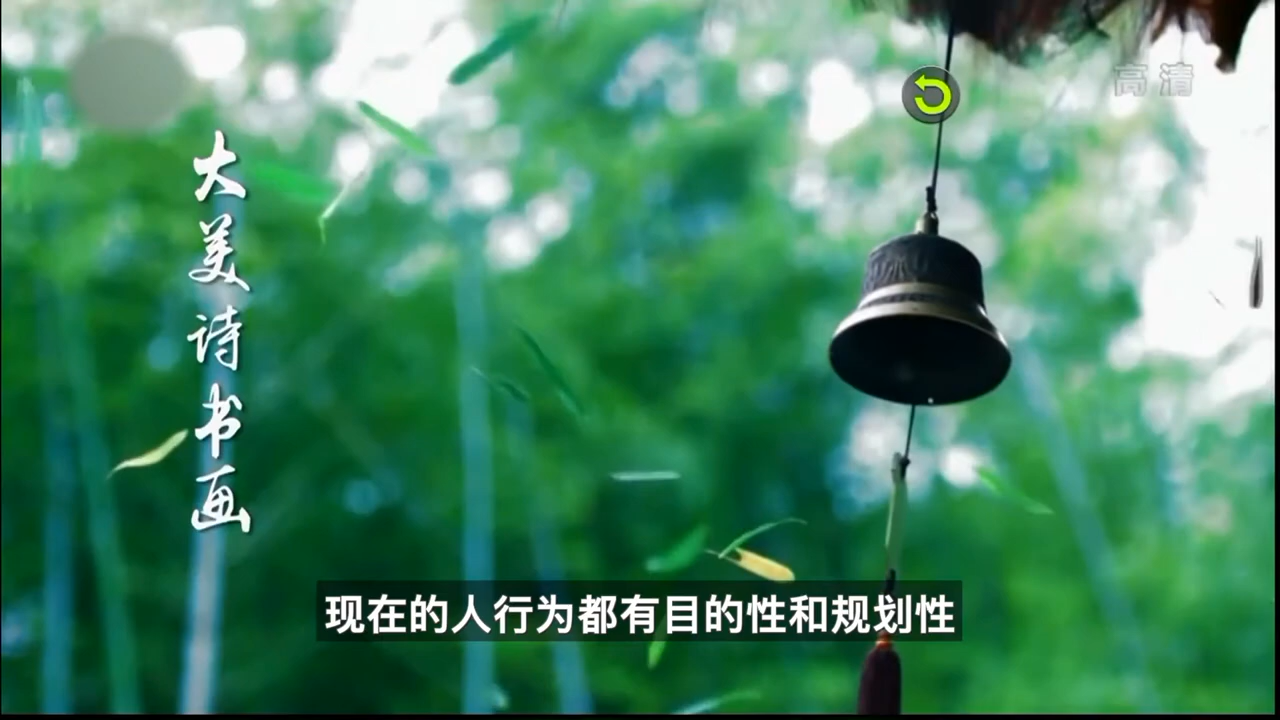 高清
大美诗书画
现在的人行为都有目的性和规划性